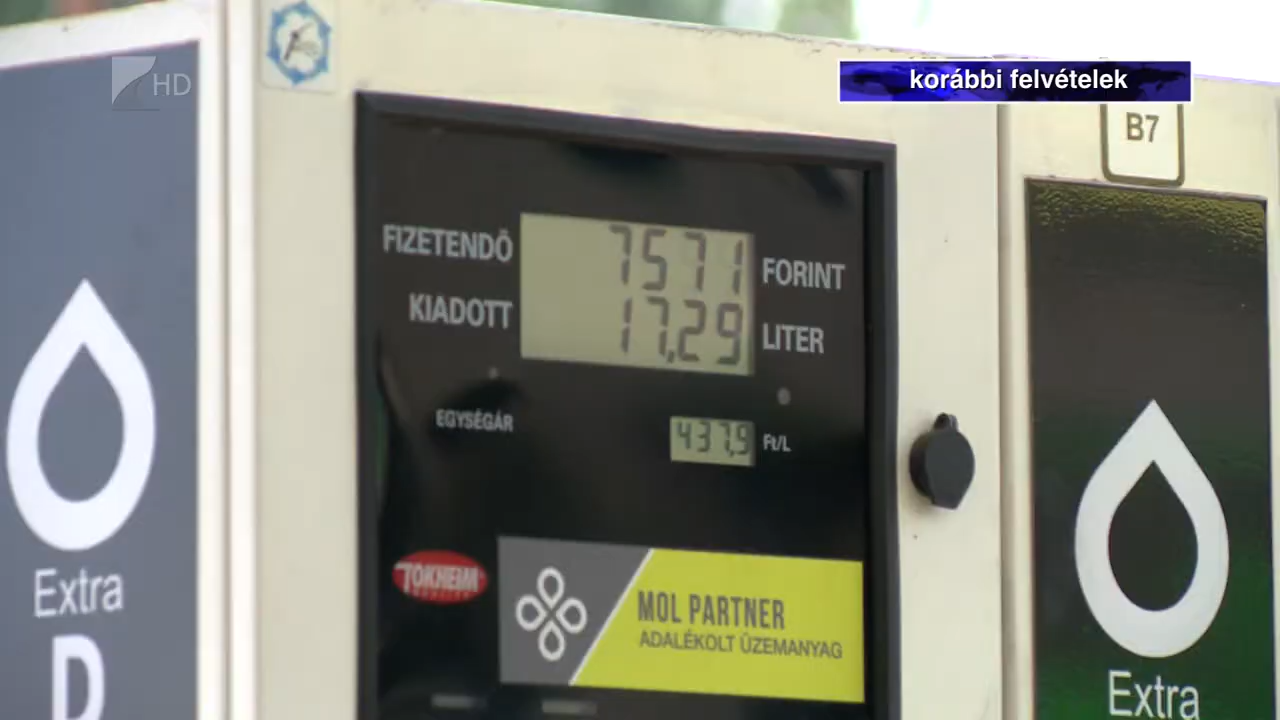 HD
korábbi felvételek
B7
FIZETENDŐ 7571 FORINT
KIADOTT 17,29 LITER
EGYSÉGÁR 437,9 Ft/L
TOKHEIM
MOL PARTNER
ADALÉKOLT ÜZEMANYAG
Extra
D
Extra